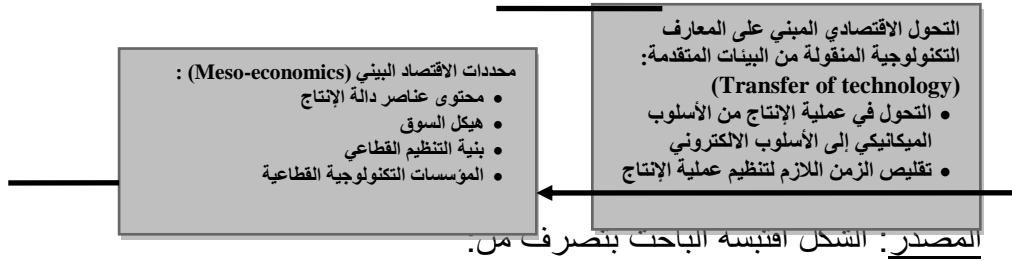 التحول الاقتصادي المبني على المعارف
التكنولوجية المنقولة من البيئات المتقدمة:
(Transfer of technology)
• التحول في عملية الإنتاج من الأسلوب
الميكانيكي إلى الأسلوب الالكتروني
• تقليص الزمن اللازم لتنظيم عملية الإنتاج
محددات الاقتصاد البيني (Meso-economics) :
• محتوى عناصر دالة الإنتاج
• هيكل السوق
• بنية التنظيم القطاعي
• المؤسسات التكنولوجية القطاعية
المصدر: الشكل اقتبسه الباحث بتصرف من: